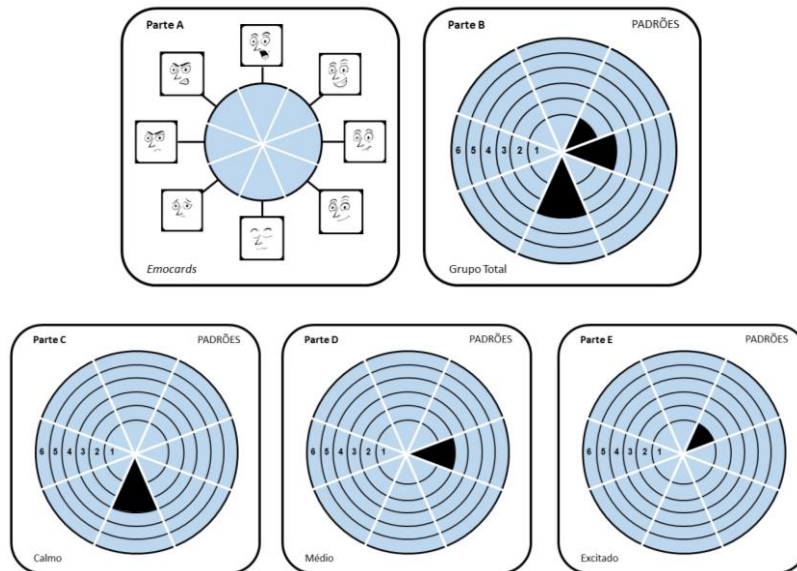 Parte A
Emocards
Parte B PADRÕES
6 5 4 3 2 1
Grupo Total
Parte C PADRÕES
6 5 4 3 2 1
Calmo
Parte D PADRÕES
6 5 4 3 2 1
Médio
Parte E PADRÕES
6 5 4 3 2 1
Excitado